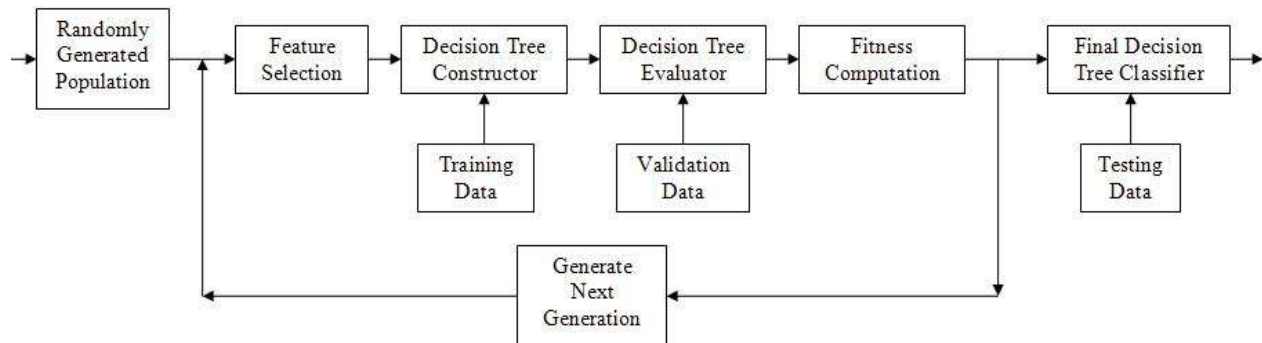 Randomly
Generated
Population
Feature
Selection
Decision Tree
Constructor
Decision Tree
Evaluator
Fitness
Computation
Final Decision
Tree Classifier
Training
Data
Validation
Data
Testing
Data
Generate
Next
Generation